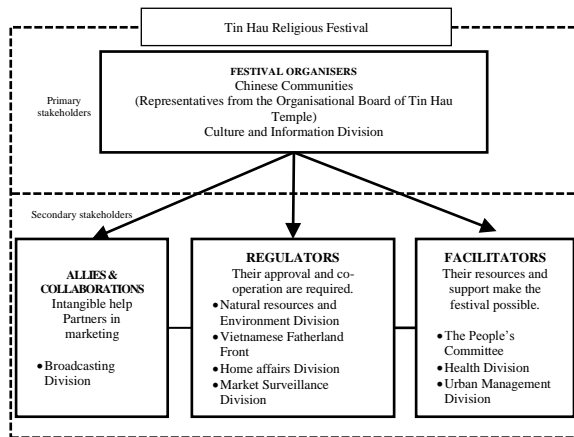 Tin Hau Religious Festival
Primary
stakeholders
FESTIVAL ORGANISERS
Chinese Communities
(Representatives from the Organisational Board of Tin Hau
Temple)
Culture and Information Division
Secondary stakeholders
ALLIES &
COLLABORATIONS
Intangible help
Partners in
marketing
•Broadcasting
Division
REGULATORS
Their approval and co-
operation are required.
•Natural resources and
Environment Division
•Vietnamese Fatherland
Front
•Home affairs Division
•Market Surveillance
Division
FACILITATORS
Their resources and
support make the
festival possible.
•The People's
Committee
•Health Division
•Urban Management
Division